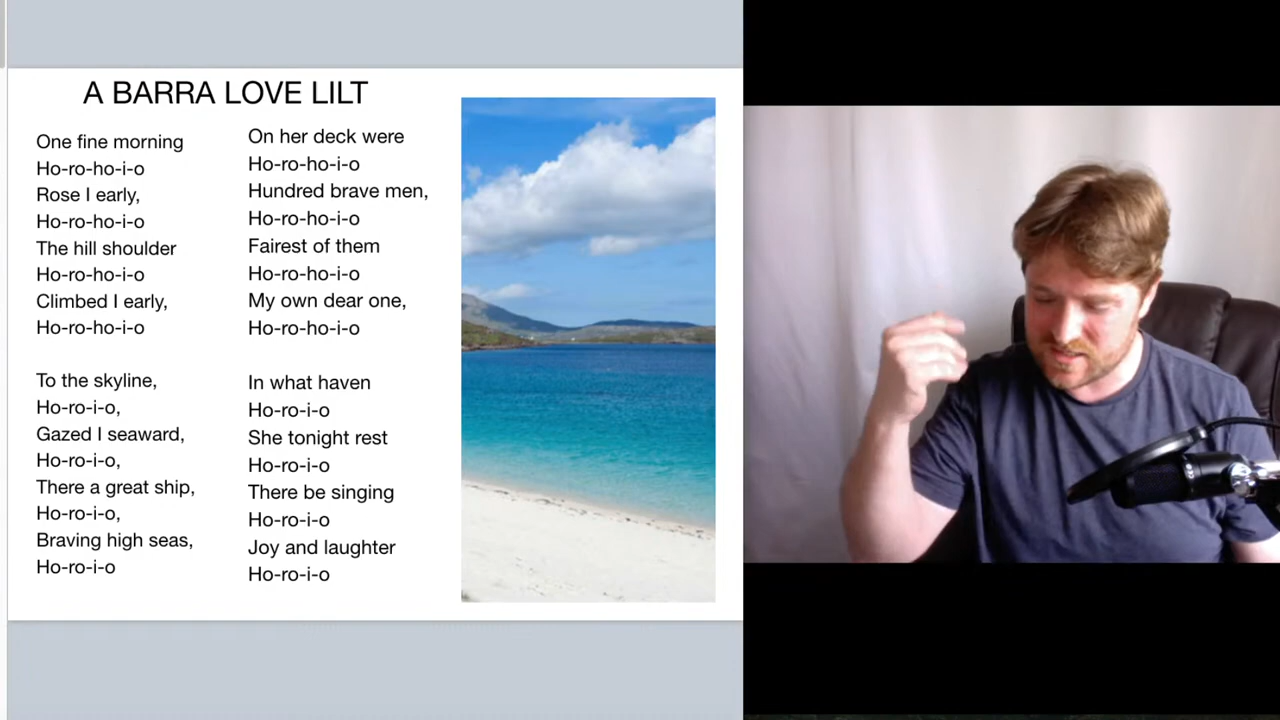 A BARRA LOVE LILT
One fine morning
Ho-ro-ho-i-o
Rose I early,
Ho-ro-ho-i-o
The hill shoulder
Ho-ro-ho-i-o
Climbed I early,
Ho-ro-ho-i-o
To the skyline,
Ho-ro-i-o,
Gazed I seaward,
Ho-ro-i-o,
There a great ship,
Ho-ro-i-o,
Braving high seas,
Ho-ro-i-o
On her deck were
Ho-ro-ho-i-o
Hundred brave men,
Ho-ro-ho-i-o
Fairest of them
Ho-ro-ho-i-o
My own dear one,
Ho-ro-ho-i-o
In what haven
Ho-ro-i-o
She tonight rest
Ho-ro-i-o
There be singing
Ho-ro-i-o
Joy and laughter
Ho-ro-i-o